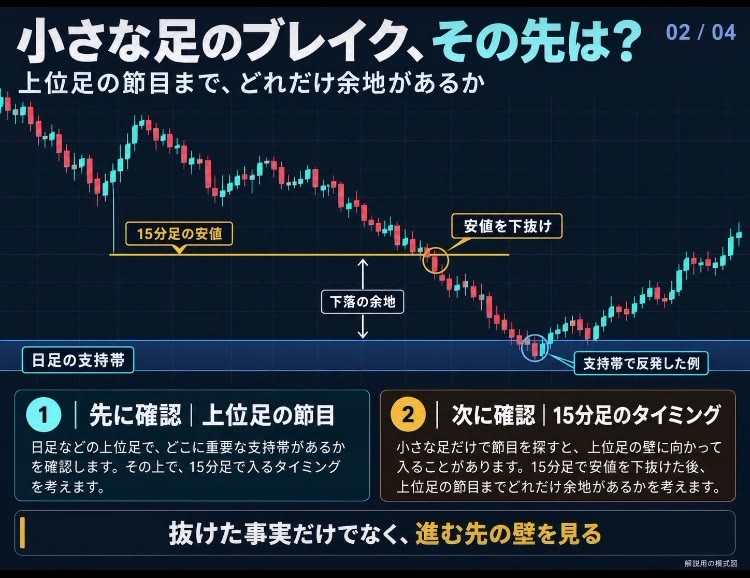 小さな足のブレイク、その先は?
02 / 04
上位足の節目まで、どれだけ余地があるか
15分足の安値
安値を下抜け
下落の余地
日足の支持帯
支持帯で反発した例
1 先に確認|上位足の節目
日足などの上位足で、どこに重要な支持帯があるか
を確認します。その上で、15分足で入るタイミング
を考えます。
2 次に確認|15分足のタイミング
小さな足だけで節目を探すと、上位足の壁に向かって
入ることがあります。15分足で安値を下抜けた後、
上位足の節目までどれだけ余地があるかを考えます。
抜けた事実だけでなく、進む先の壁を見る
解説用の模式図